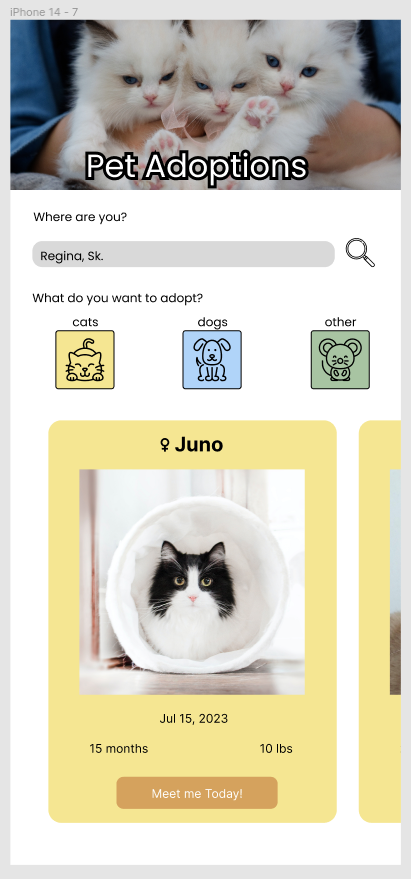 iPhone 14 - 7
Pet Adoptions
Where are you?
Regina, Sk.
What do you want to adopt?
cats dogs other
♀ Juno
Jul 15, 2023
15 months 10 lbs
Meet me Today!